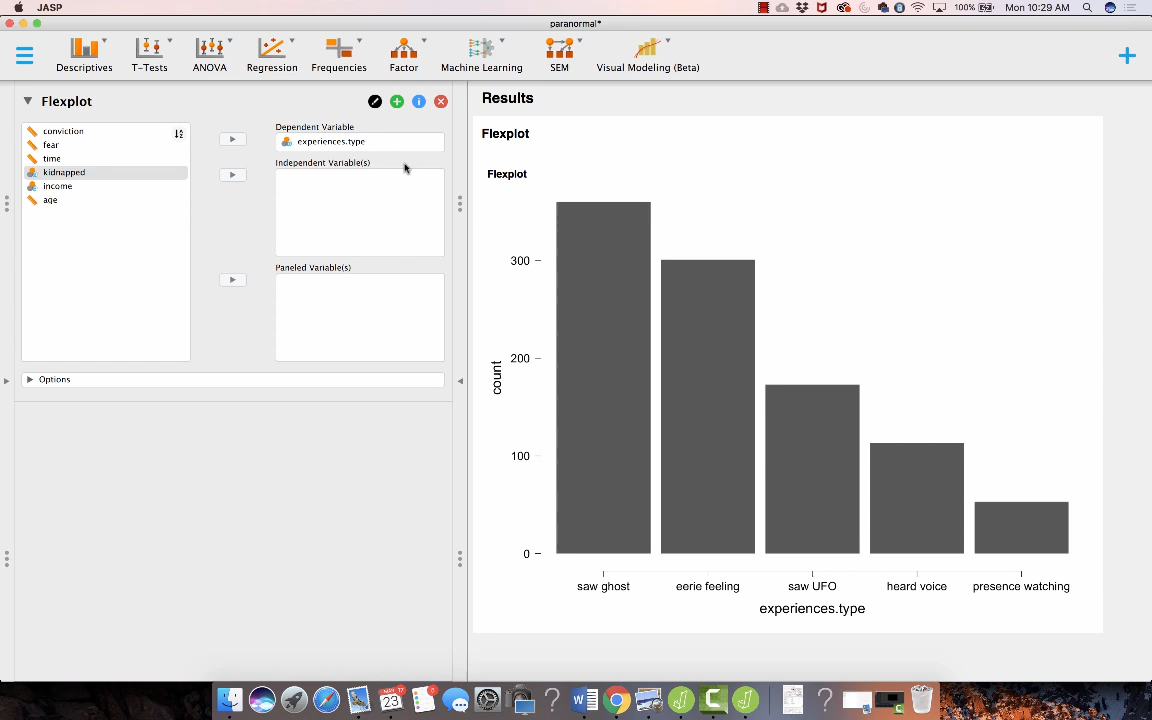 JASP
100%
Mon 10:29 AM
paranormal*
Descriptives
T-Tests
ANOVA
Regression
Frequencies
Factor
Machine Learning
SEM
Visual Modeling (Beta)
Flexplot
conviction
fear
time
kidnapped
income
age
Dependent Variable
experiences.type
Independent Variable(s)
Paneled Variable(s)
Options
Results
Flexplot
Flexplot
count
300
200
100
0
saw ghost
eerie feeling
saw UFO
heard voice
presence watching
experiences.type